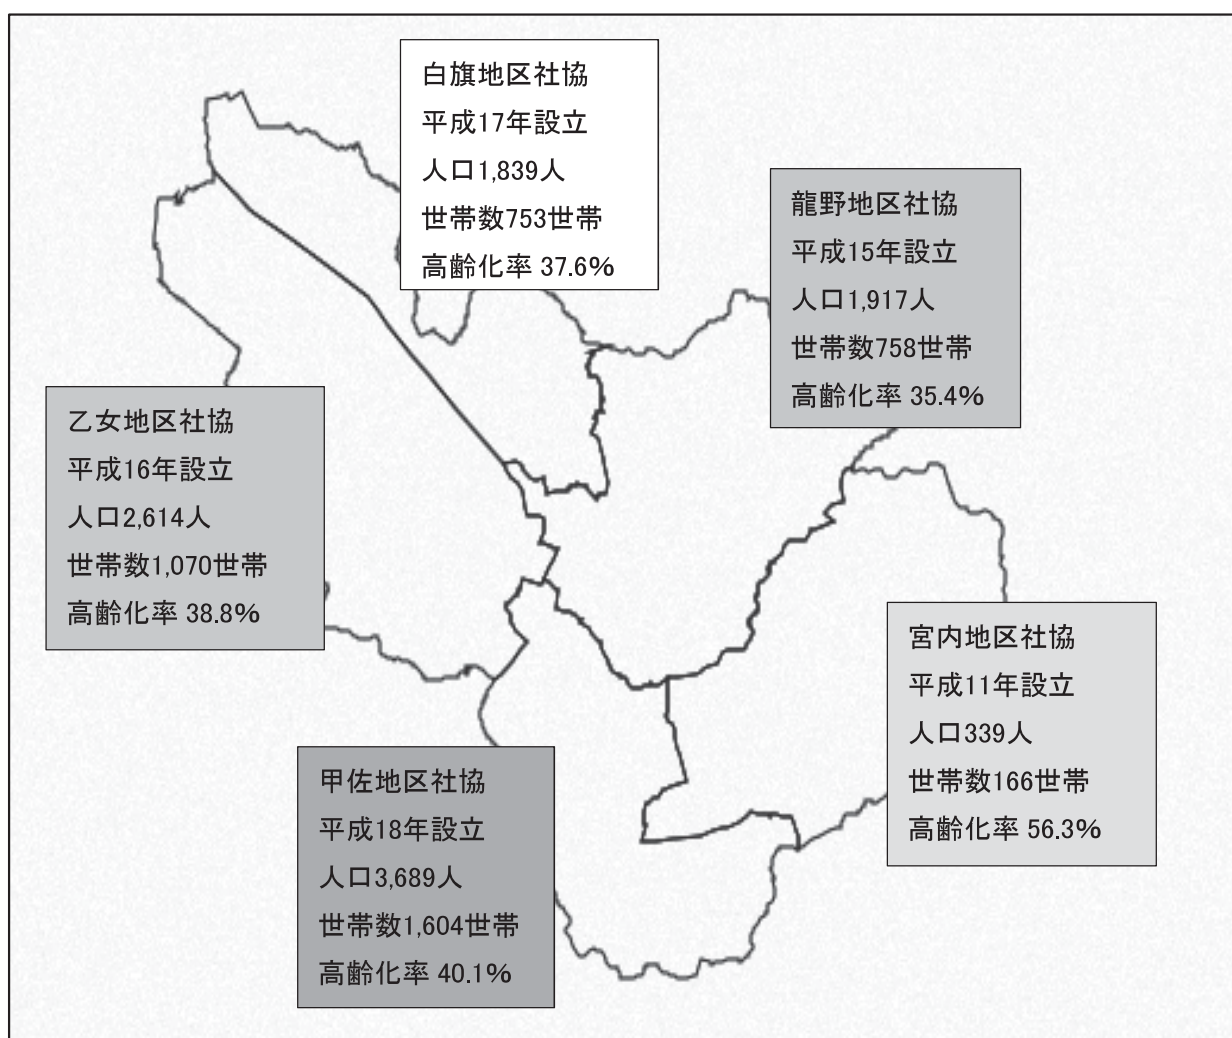 白旗地区社協
平成17年設立
人口1,839人
世帯数753世帯
高齢化率 37.6%
龍野地区社協
平成15年設立
人口1,917人
世帯数758世帯
高齢化率 35.4%
乙女地区社協
平成16年設立
人口2,614人
世帯数1,070世帯
高齢化率 38.8%
宮内地区社協
平成11年設立
人口339人
世帯数166世帯
高齢化率 56.3%
甲佐地区社協
平成18年設立
人口3,689人
世帯数1,604世帯
高齢化率 40.1%